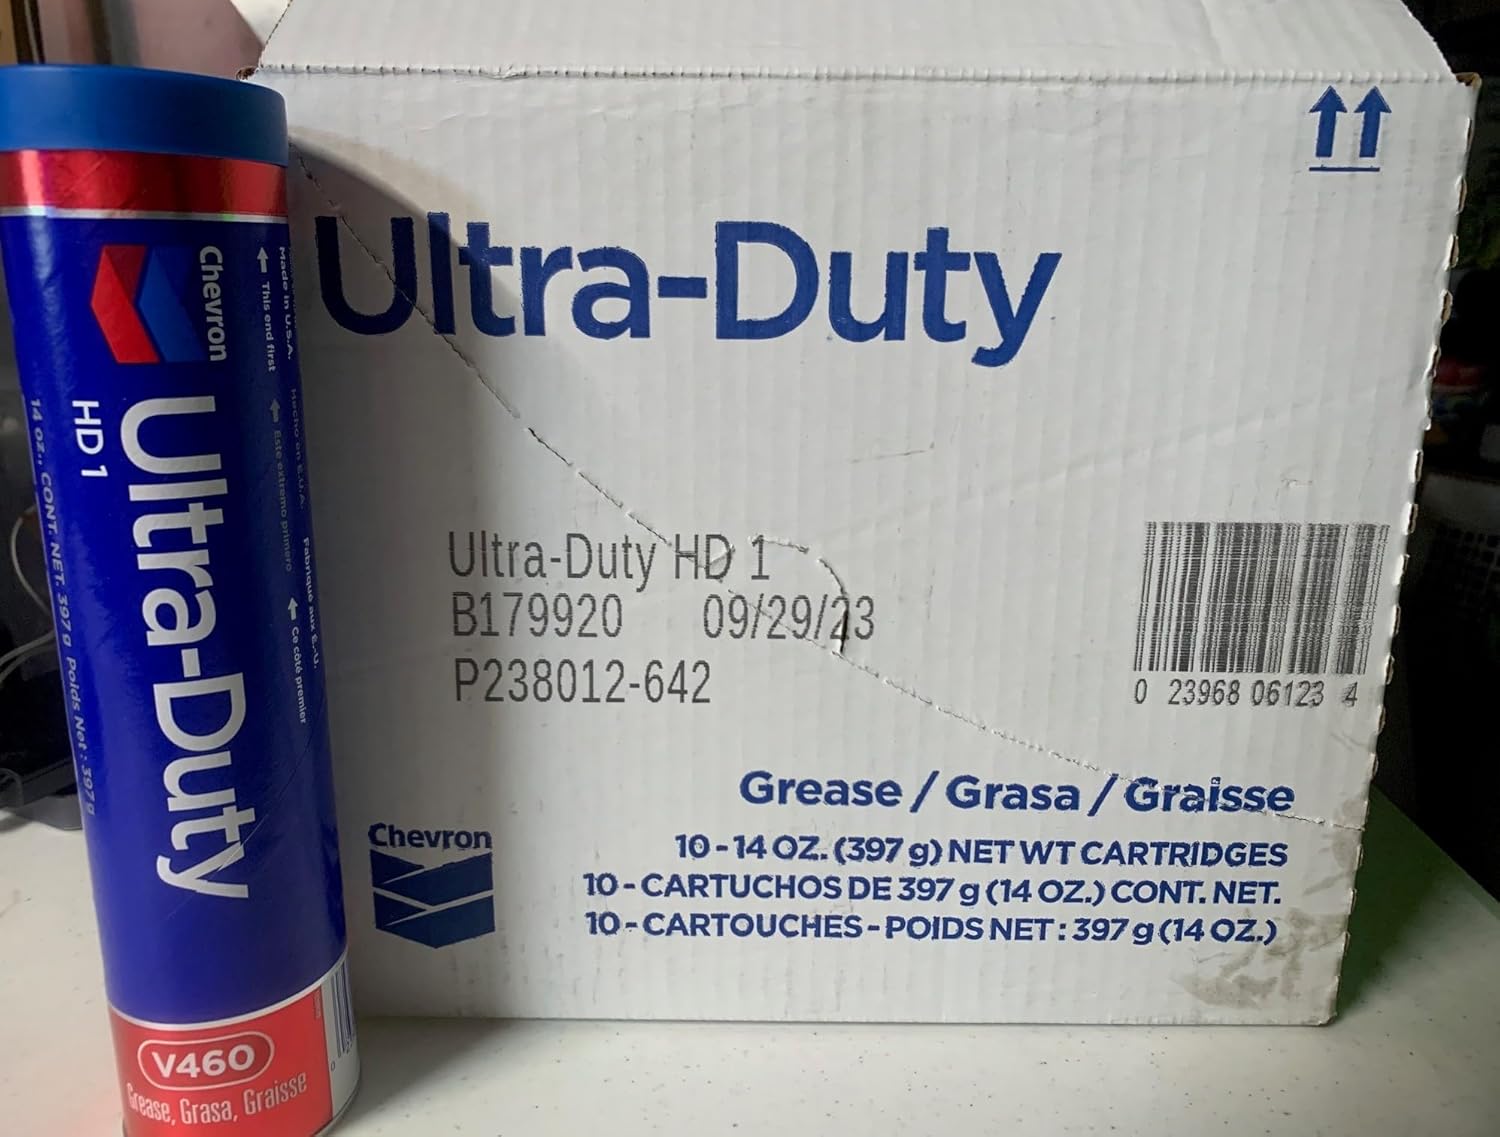 Chevron
Ultra-Duty
HD 1
14 oz., CONT. NET. 397 g Poids Net : 397 g
Made in U.S.A. Hecho en E.U.A. Fabriqué aux É.-U.
This end first Este extremo primero Ce côté premier
V460
Grease, Grasa, Graisse
Ultra-Duty
Ultra-Duty HD 1
B179920 09/29/23
P238012-642
0 23968 06123 4
Grease / Grasa / Graisse
Chevron
10 - 14 OZ. (397 g) NET WT CARTRIDGES
10 - CARTUCHOS DE 397 g (14 OZ.) CONT. NET.
10 - CARTOUCHES - POIDS NET : 397 g (14 OZ.)